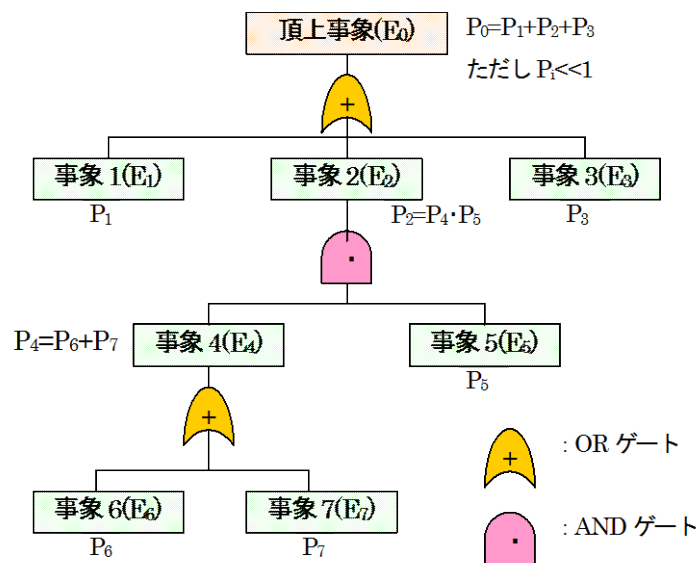 頂上事象(E₀)
P₀=P₁+P₂+P₃
ただし Pᵢ<<1
+
事象 1(E₁)
事象 2(E₂)
事象 3(E₃)
P₁
P₂=P₄·P₅
P₃
·
P₄=P₆+P₇
事象 4(E₄)
事象 5(E₅)
P₅
+
+
: OR ゲート
事象 6(E₆)
事象 7(E₇)
P₆
P₇
·
: AND ゲート